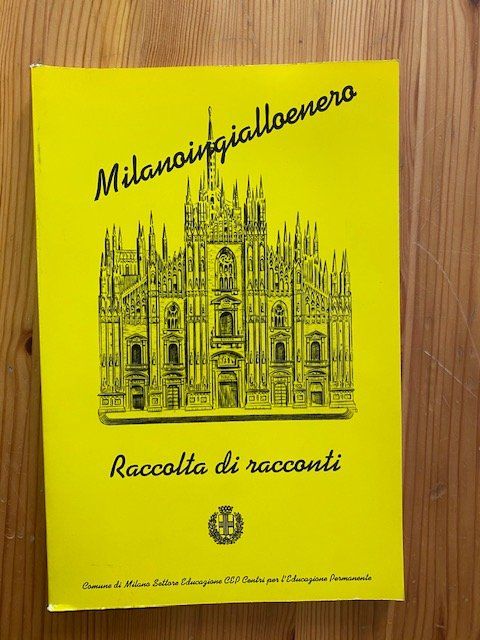 Milanoingialloenero
Raccolta di racconti
Comune di Milano Settore Educazione CEP Centri per l'Educazione Permanente